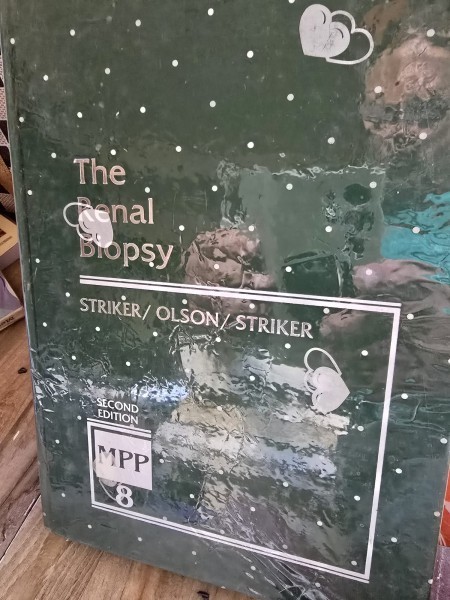 The
Renal
Biopsy
STRIKER/ OLSON/ STRIKER
SECOND
EDITION
MPP
8